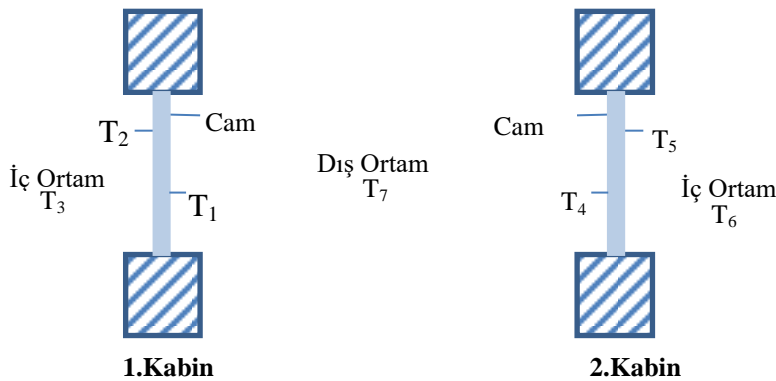 T₂
Cam
İç Ortam
T₃
T₁
Dış Ortam
T₇
Cam
T₅
T₄
İç Ortam
T₆
1.Kabin
2.Kabin